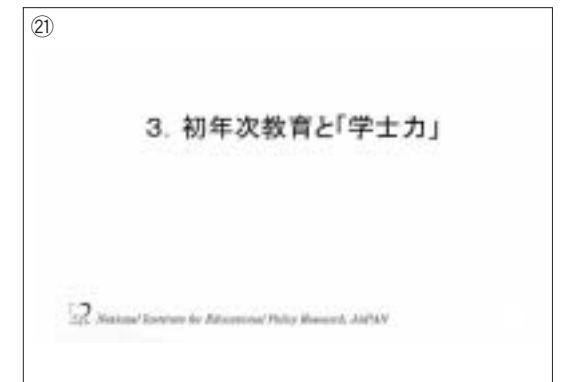 ㉑
3. 初年次教育と「学士力」
National Institute for Educational Policy Research, JAPAN